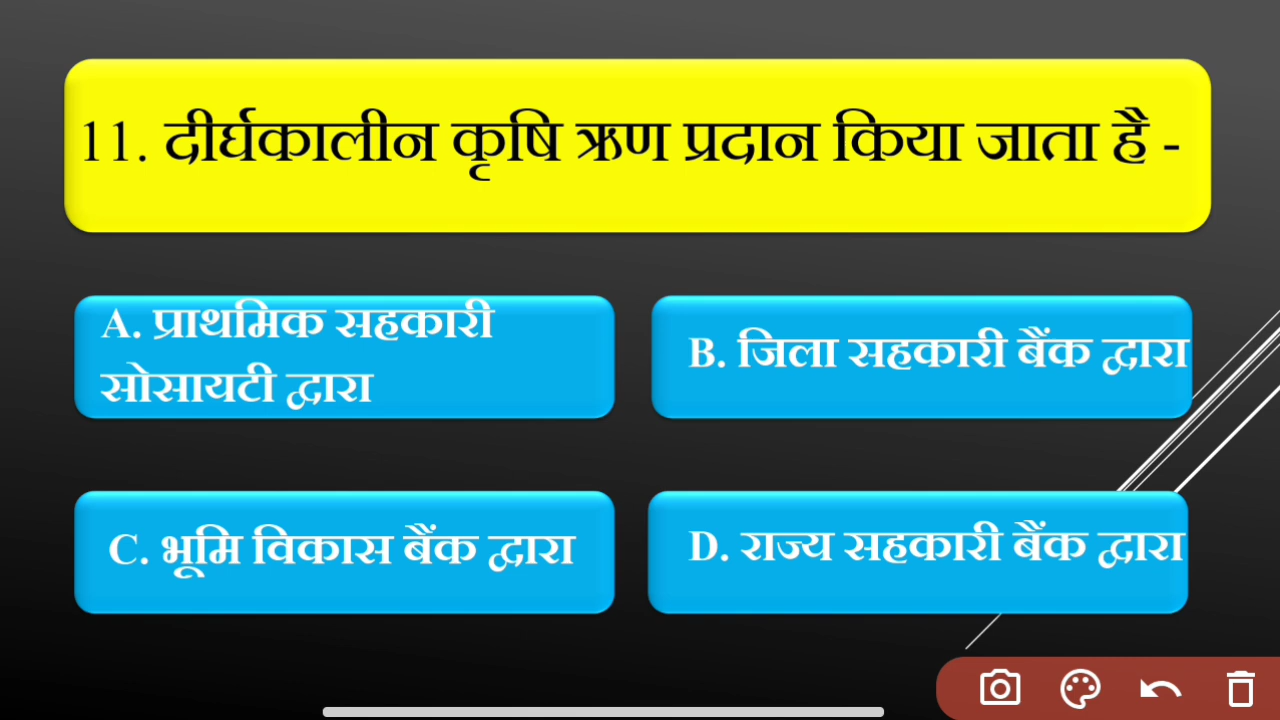 11. दीर्घकालीन कृषि ऋण प्रदान किया जाता है -
A. प्राथमिक सहकारी
सोसायटी द्वारा
B. जिला सहकारी बैंक द्वारा
C. भूमि विकास बैंक द्वारा
D. राज्य सहकारी बैंक द्वारा